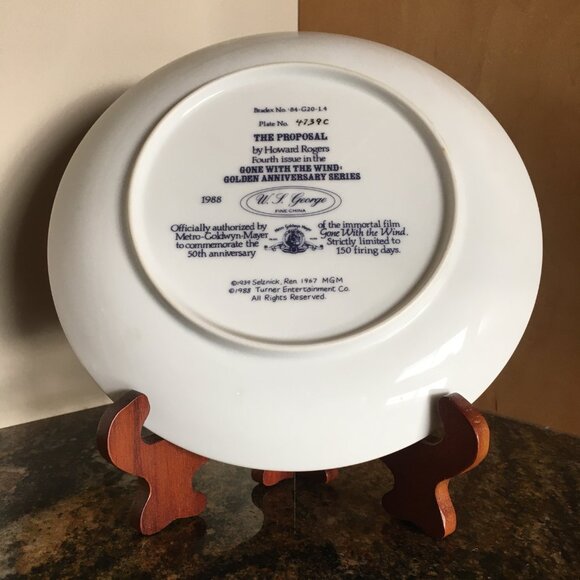 Bradex No. 84-G20-1.4
Plate No. 4739C
THE PROPOSAL
by Howard Rogers
Fourth issue in the
GONE WITH THE WIND:
GOLDEN ANNIVERSARY SERIES
1988
W. S. George
FINE CHINA
Officially authorized by
Metro-Goldwyn-Mayer
to commemorate the
50th anniversary
of the immortal film
Gone With the Wind.
Strictly limited to
150 firing days.
Metro Goldwyn Mayer
©1939 Selznick, Ren. 1967 MGM
©1988 Turner Entertainment Co.
All Rights Reserved.